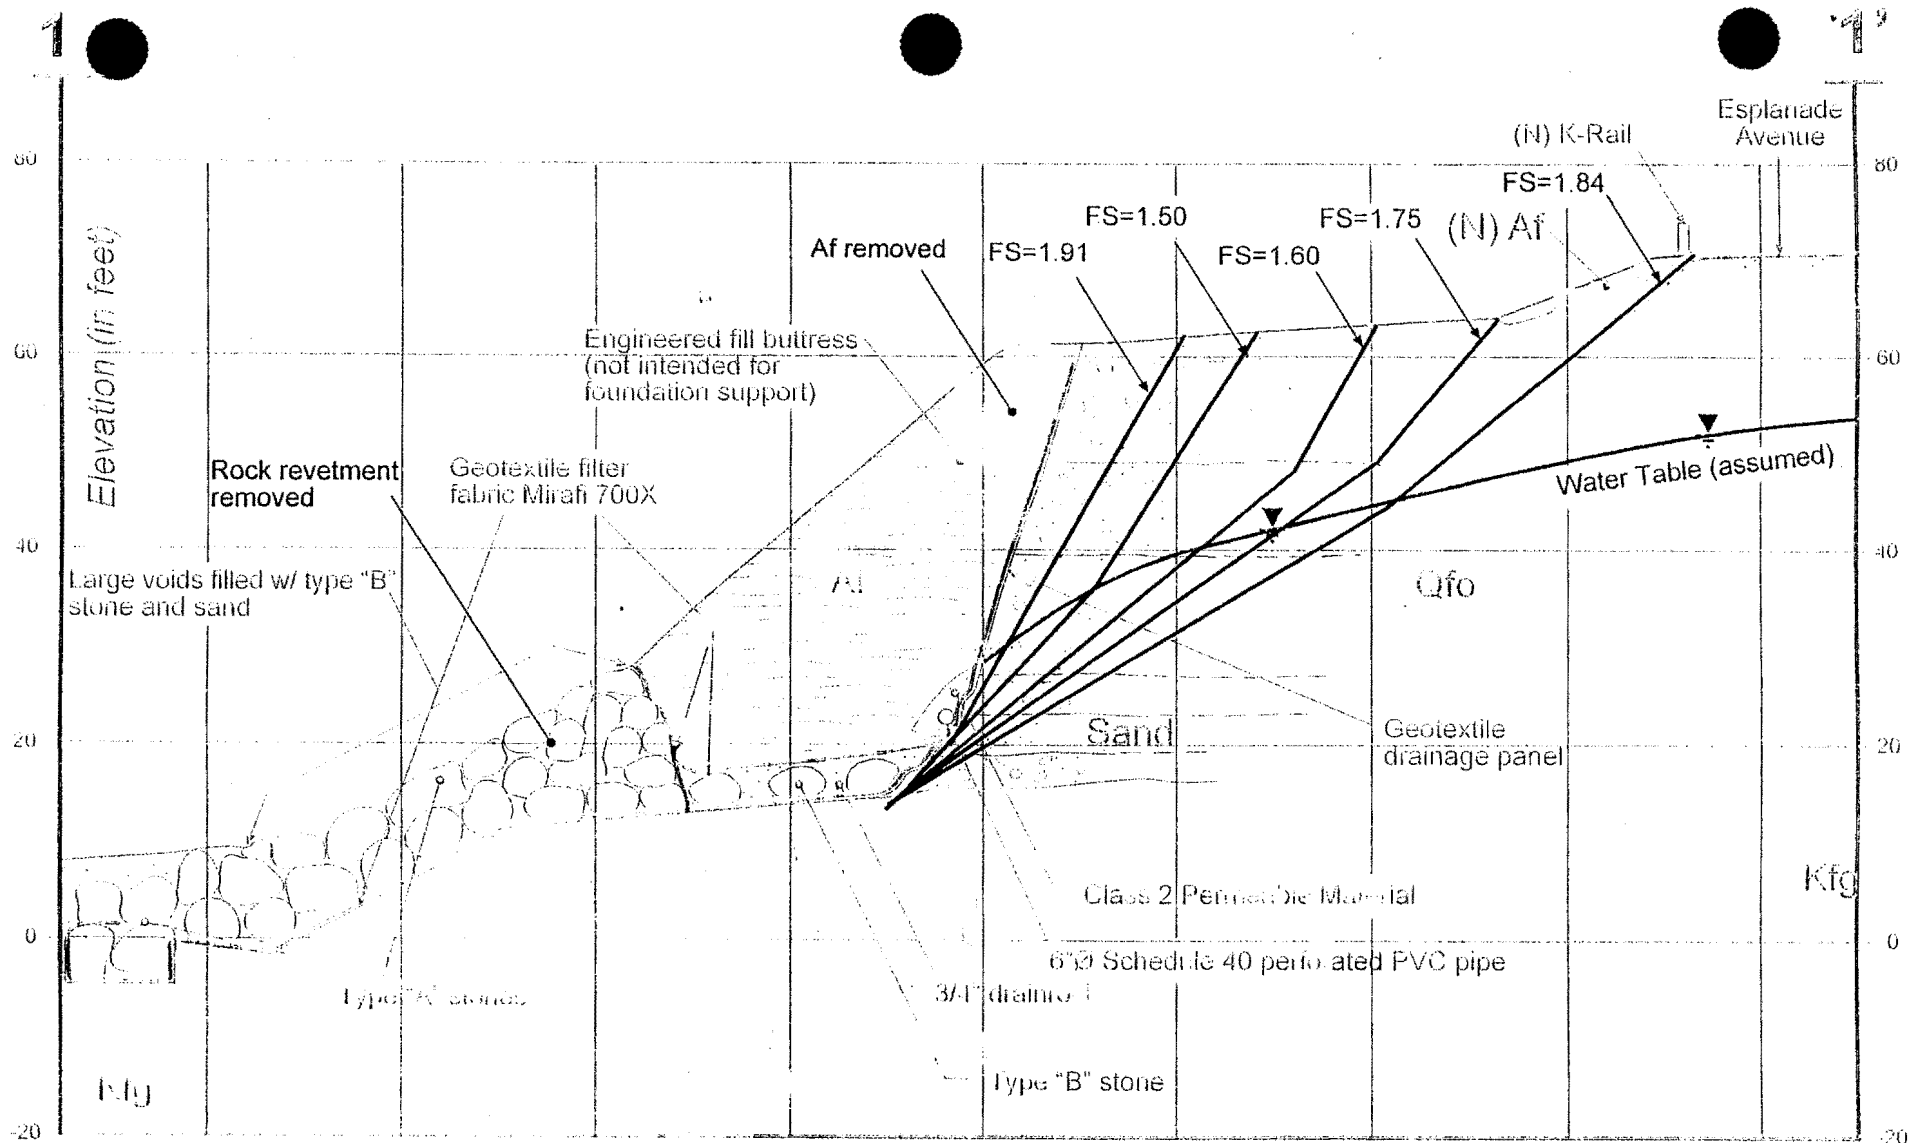 1
1'
Esplanade
Avenue
(N) K-Rail
80
80
FS=1.84
FS=1.50
FS=1.75
(N) Af
Af removed
FS=1.91
FS=1.60
Elevation (in feet)
Engineered fill buttress
(not intended for
foundation support)
60
60
Rock revetment
removed
Geotextile filter
fabric Mirafi 700X
Water Table (assumed)
40
40
Large voids filled w/ type "B"
stone and sand
Af
Qfo
20
20
Sand
Geotextile
drainage panel
Kfg
Class 2 Permeable Material
0
0
6"Ø Schedule 40 perforated PVC pipe
Type "A" stones
3/4" drainrock
Type "B" stone
Kfg
-20
-20